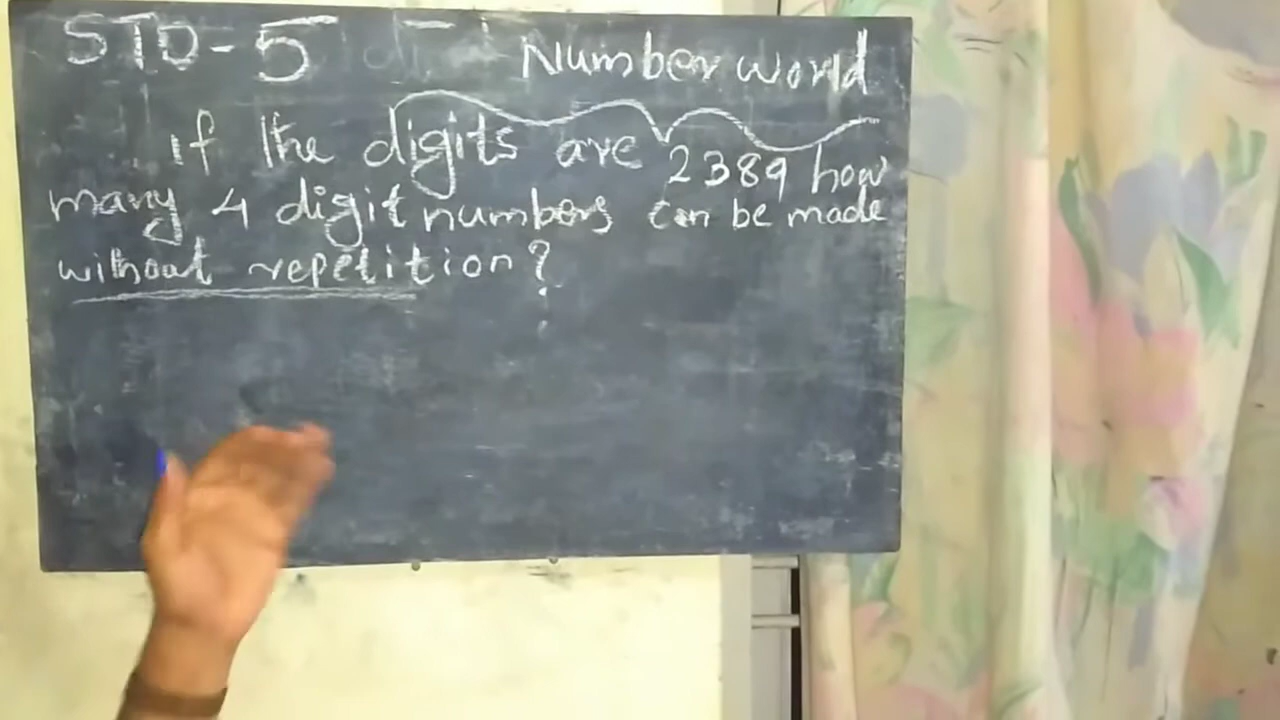 STD-5
Number world
if the digits are 2389 how
many 4 digit numbers can be made
without repetition?